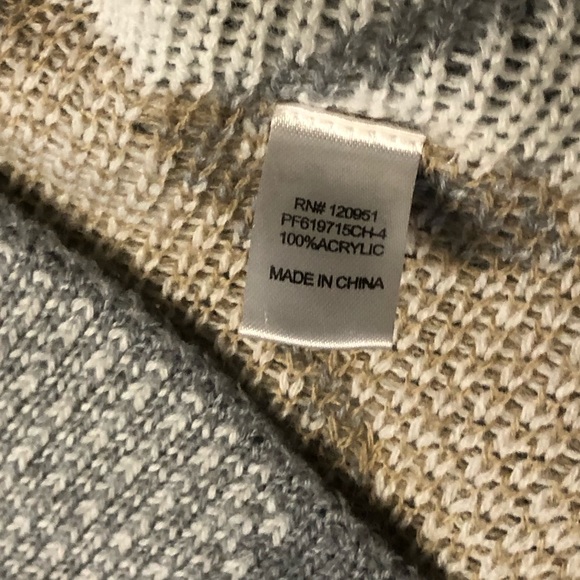 RN# 120951
PF619715CH-4
100%ACRYLIC
MADE IN CHINA